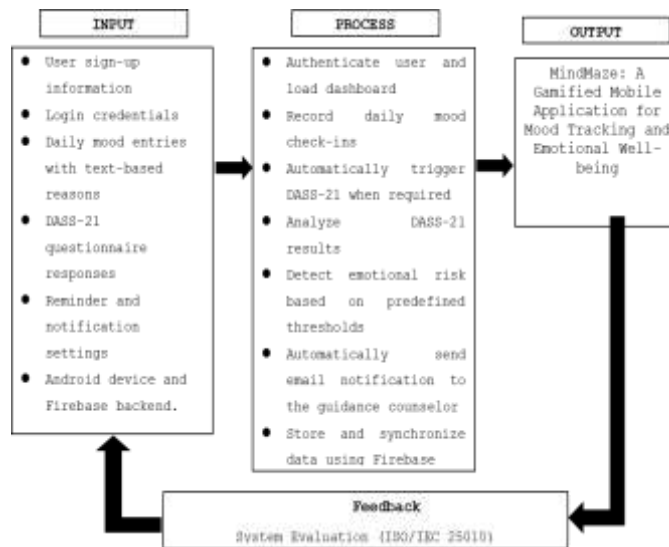 INPUT
User sign-up
information
Login credentials
Daily mood entries
with text-based
reasons
DASS-21
questionnaire
responses
Reminder and
notification
settings
Android device and
Firebase backend.
PROCESS
Authenticate user and
load dashboard
Record daily mood
check-ins
Automatically trigger
DASS-21 when required
Analyze DASS-21
results
Detect emotional risk
based on predefined
thresholds
Automatically send
email notification to
the guidance counselor
Store and synchronize
data using Firebase
OUTPUT
MindMaze: A
Gamified Mobile
Application for
Mood Tracking and
Emotional Well-
being
Feedback
System Evaluation (ISO/IEC 25010)